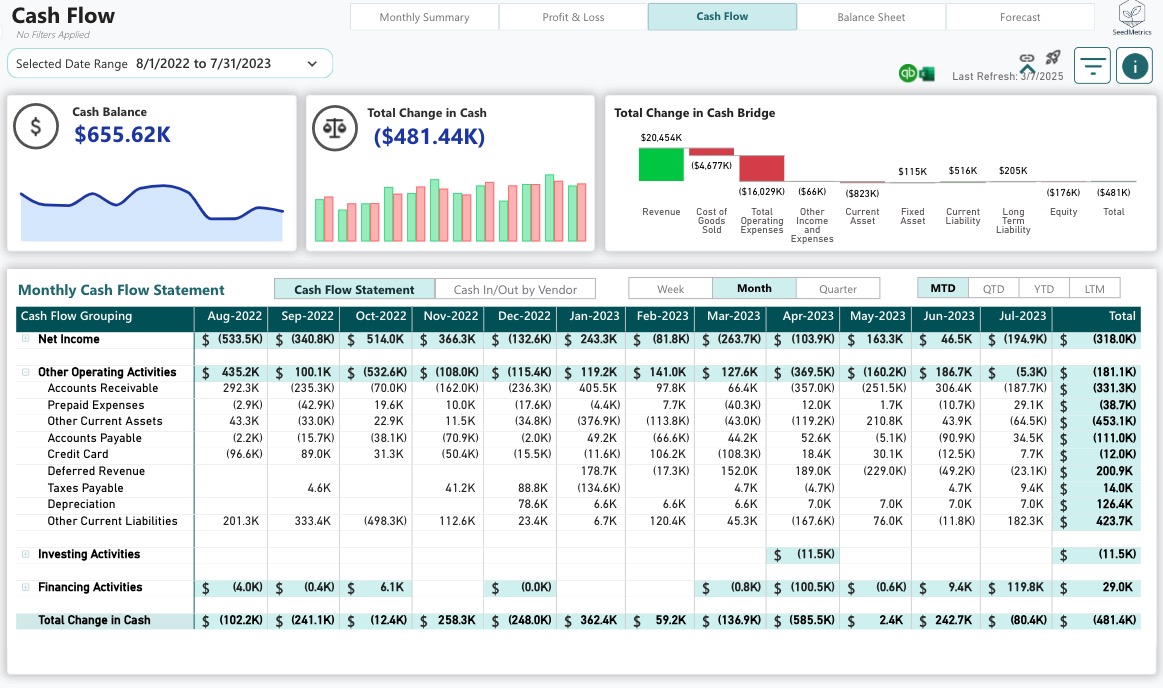 Cash Flow
No Filters Applied
Monthly Summary Profit & Loss Cash Flow Balance Sheet Forecast
SeedMetrics
Selected Date Range 8/1/2022 to 7/31/2023
qb
Last Refresh: 3/7/2025
i
$
Cash Balance
$655.62K
Total Change in Cash
($481.44K)
Total Change in Cash Bridge
$20,454K
($4,677K)
($16,029K) ($66K) ($823K) $115K $516K $205K ($176K) ($481K)
Revenue Cost of Goods Sold Total Operating Expenses Other Income and Expenses Current Asset Fixed Asset Current Liability Long Term Liability Equity Total
Monthly Cash Flow Statement
Cash Flow Statement Cash In/Out by Vendor
Week Month Quarter
MTD QTD YTD LTM
Cash Flow Grouping Aug-2022 Sep-2022 Oct-2022 Nov-2022 Dec-2022 Jan-2023 Feb-2023 Mar-2023 Apr-2023 May-2023 Jun-2023 Jul-2023 Total
Net Income $ (533.5K) $ (340.8K) $ 514.0K $ 366.3K $ (132.6K) $ 243.3K $ (81.8K) $ (263.7K) $ (103.9K) $ 163.3K $ 46.5K $ (194.9K) $ (318.0K)
Other Operating Activities $ 435.2K $ 100.1K $ (532.6K) $ (108.0K) $ (115.4K) $ 119.2K $ 141.0K $ 127.6K $ (369.5K) $ (160.2K) $ 186.7K $ (5.3K) $ (181.1K)
Accounts Receivable 292.3K (235.3K) (70.0K) (162.0K) (236.3K) 405.5K 97.8K 66.4K (357.0K) (251.5K) 306.4K (187.7K) $ (331.3K)
Prepaid Expenses (2.9K) (42.9K) 19.6K 10.0K (17.6K) (4.4K) 7.7K (40.3K) 12.0K 1.7K (10.7K) 29.1K $ (38.7K)
Other Current Assets 43.3K (33.0K) 22.9K 11.5K (34.8K) (376.9K) (113.8K) (43.0K) (119.2K) 210.8K 43.9K (64.5K) $ (453.1K)
Accounts Payable (2.2K) (15.7K) (38.1K) (70.9K) (2.0K) 49.2K (66.6K) 44.2K 52.6K (5.1K) (90.9K) 34.5K $ (111.0K)
Credit Card (96.6K) 89.0K 31.3K (50.4K) (15.5K) (11.6K) 106.2K (108.3K) 18.4K 30.1K (12.5K) 7.7K $ (12.0K)
Deferred Revenue 178.7K (17.3K) 152.0K 189.0K (229.0K) (49.2K) (23.1K) $ 200.9K
Taxes Payable 4.6K 41.2K 88.8K (134.6K) 4.7K (4.7K) 4.7K 9.4K $ 14.0K
Depreciation 78.6K 6.6K 6.6K 6.6K 7.0K 7.0K 7.0K 7.0K $ 126.4K
Other Current Liabilities 201.3K 333.4K (498.3K) 112.6K 23.4K 6.7K 120.4K 45.3K (167.6K) 76.0K (11.8K) 182.3K $ 423.7K
Investing Activities $ (11.5K) $ (11.5K)
Financing Activities $ (4.0K) $ (0.4K) $ 6.1K $ (0.0K) $ (0.8K) $ (100.5K) $ (0.6K) $ 9.4K $ 119.8K $ 29.0K
Total Change in Cash $ (102.2K) $ (241.1K) $ (12.4K) $ 258.3K $ (248.0K) $ 362.4K $ 59.2K $ (136.9K) $ (585.5K) $ 2.4K $ 242.7K $ (80.4K) $ (481.4K)